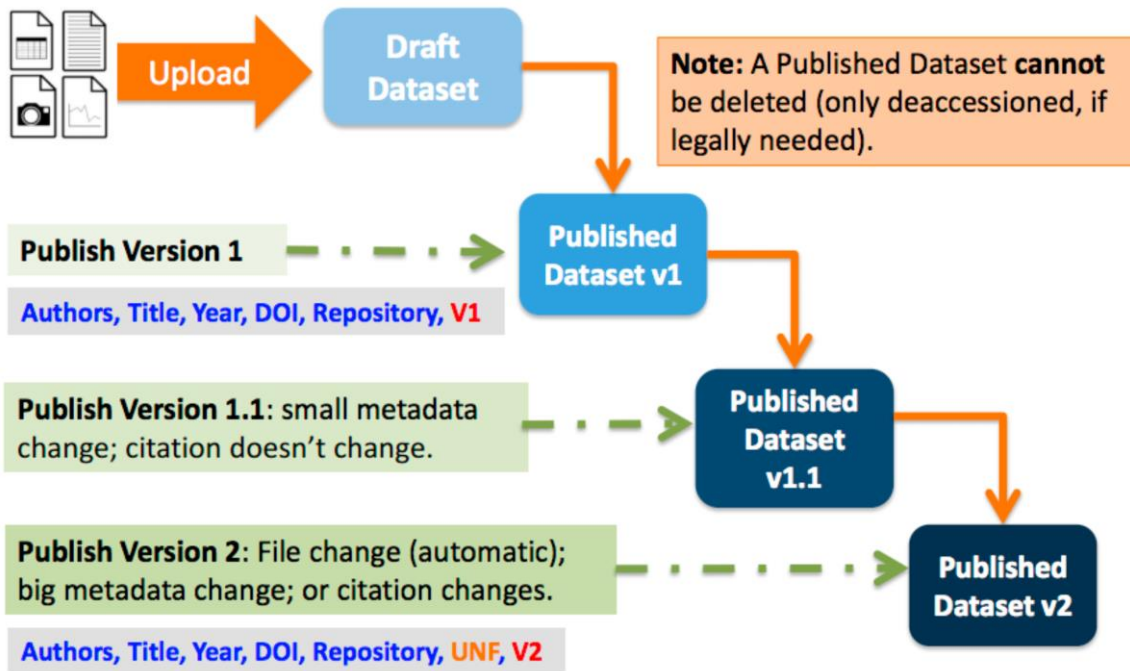 Upload
Draft
Dataset
Note: A Published Dataset cannot
be deleted (only deaccessioned, if
legally needed).
Publish Version 1
Published
Dataset v1
Authors, Title, Year, DOI, Repository, V1
Publish Version 1.1: small metadata
change; citation doesn’t change.
Published
Dataset
v1.1
Publish Version 2: File change (automatic);
big metadata change; or citation changes.
Published
Dataset v2
Authors, Title, Year, DOI, Repository, UNF, V2